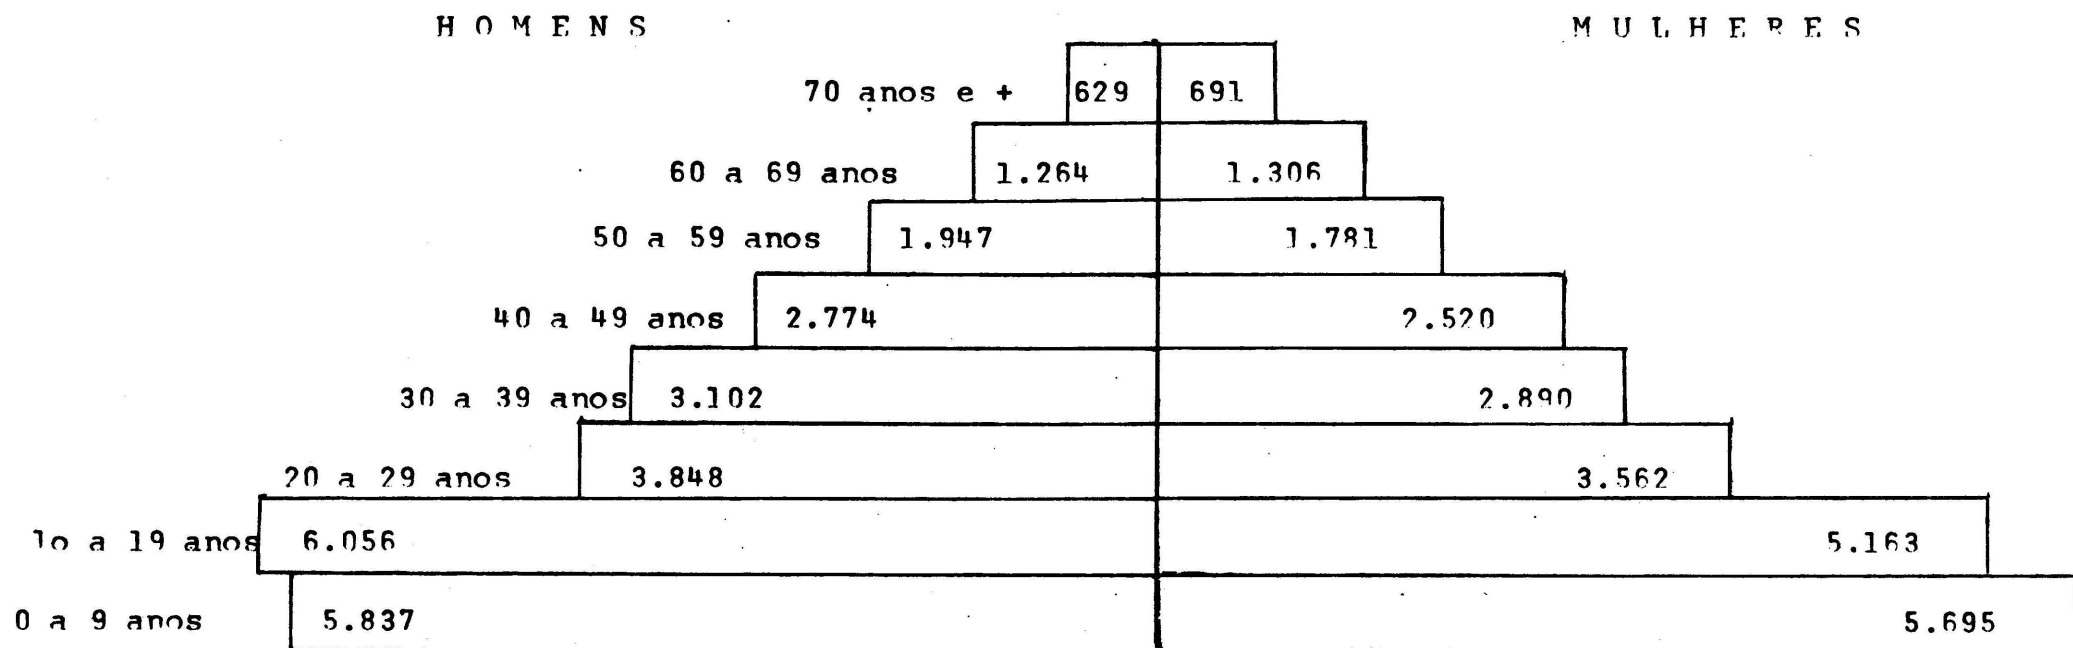 HOMENS MULHERES
70 anos e + 629 691
60 a 69 anos 1.264 1.306
50 a 59 anos 1.947 1.781
40 a 49 anos 2.774 2.520
30 a 39 anos 3.102 2.890
20 a 29 anos 3.848 3.562
1o a 19 anos 6.056 5.163
0 a 9 anos 5.837 5.695